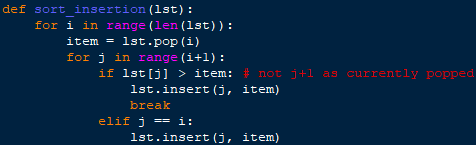 def sort_insertion(lst):
    for i in range(len(lst)):
        item = lst.pop(i)
        for j in range(i+1):
            if lst[j] > item: # not j+1 as currently popped
                lst.insert(j, item)
                break
            elif j == i:
                lst.insert(j, item)